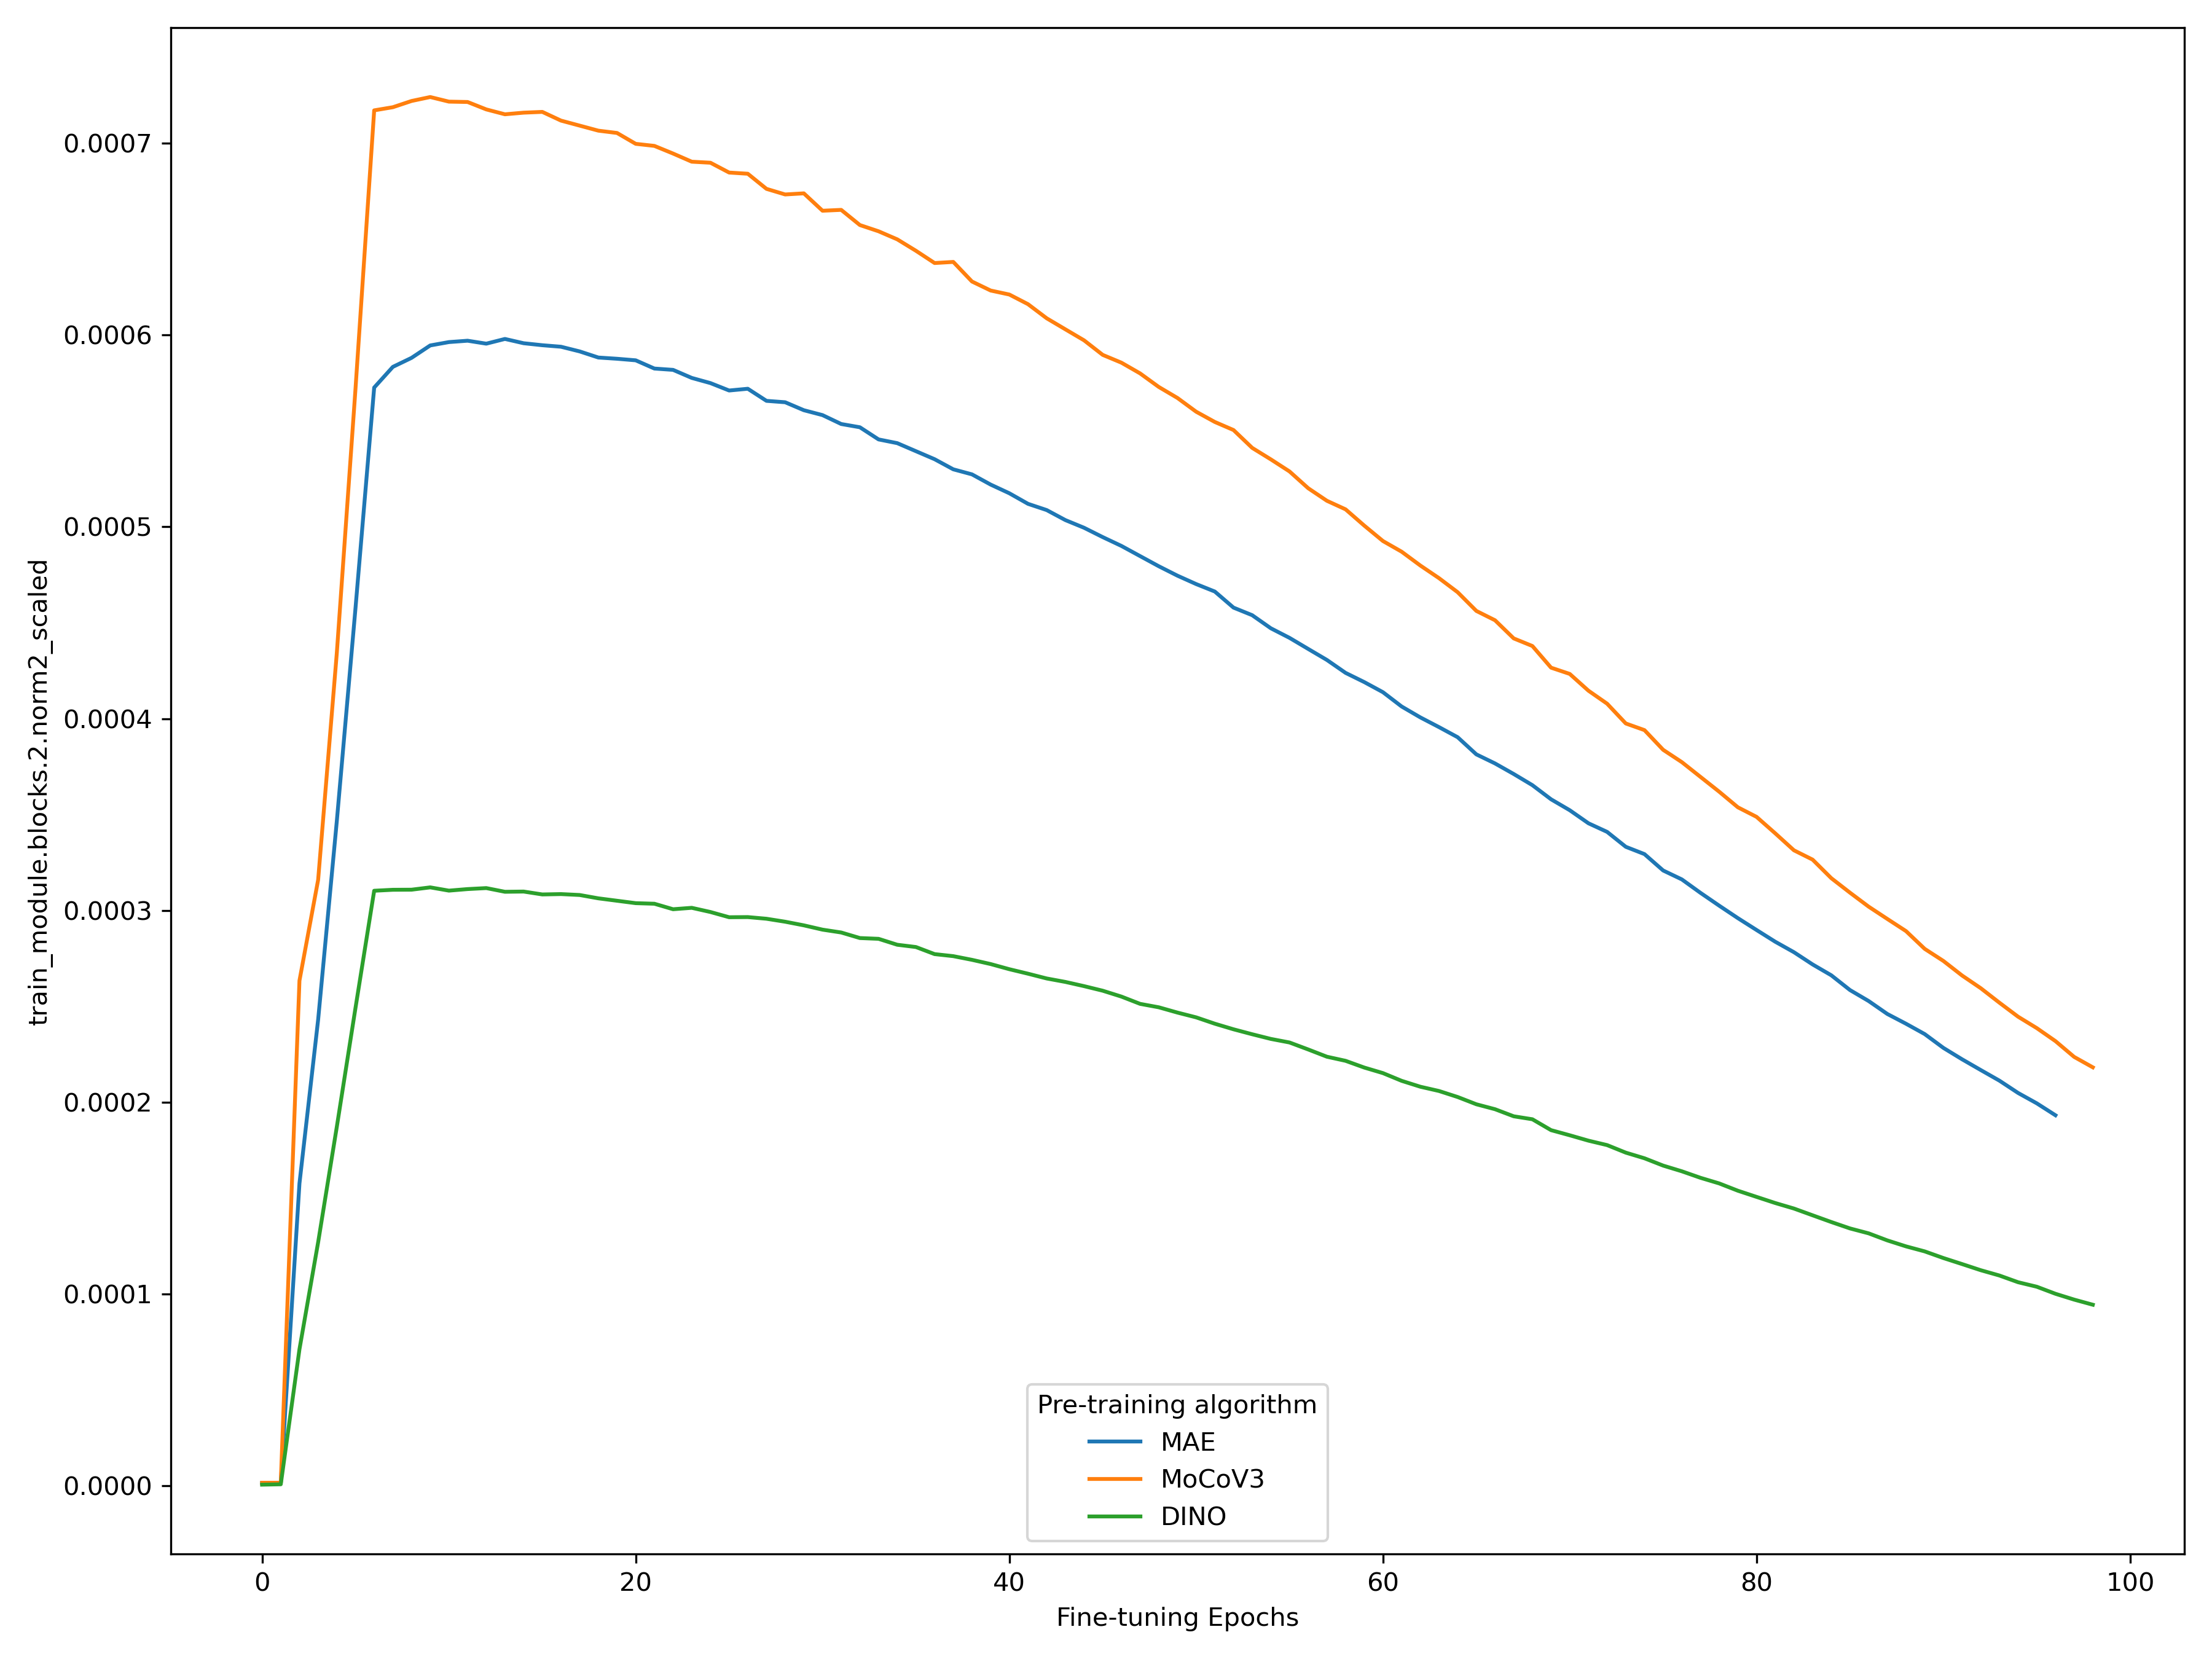 0.0007
0.0006
0.0005
0.0004
0.0003
0.0002
0.0001
0.0000
train_module.blocks.2.norm2_scaled
Pre-training algorithm
MAE
MoCoV3
DINO
0 20 40 60 80 100
Fine-tuning Epochs